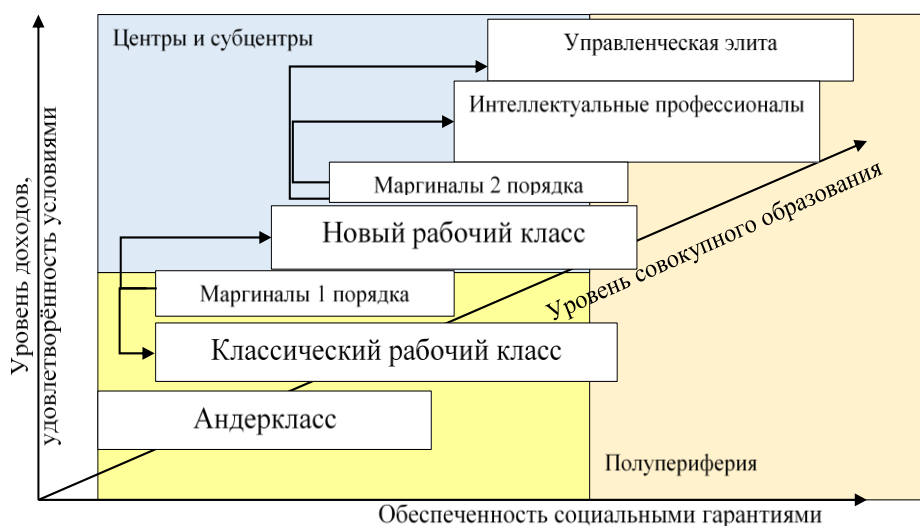 Центры и субцентры
Управленческая элита
Интеллектуальные профессионалы
Маргиналы 2 порядка
Новый рабочий класс
Маргиналы 1 порядка
Классический рабочий класс
Андеркласс
Полупериферия
Уровень доходов,
удовлетворённость условиями
Уровень совокупного образования
Обеспеченность социальными гарантиями